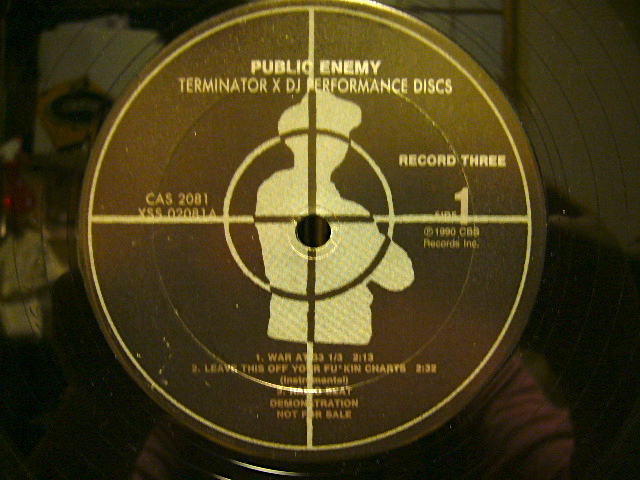 PUBLIC ENEMY
TERMINATOR X DJ PERFORMANCE DISCS
RECORD THREE
CAS 2081
XSS 02081A
SIDE 1
℗1990 CBS
Records Inc.
1. WAR AT 33 1/3 2:13
2. LEAVE THIS OFF YOUR FU*KIN CHARTS 2:32
(Instrumental)
BEAT
DEMONSTRATION
NOT FOR SALE